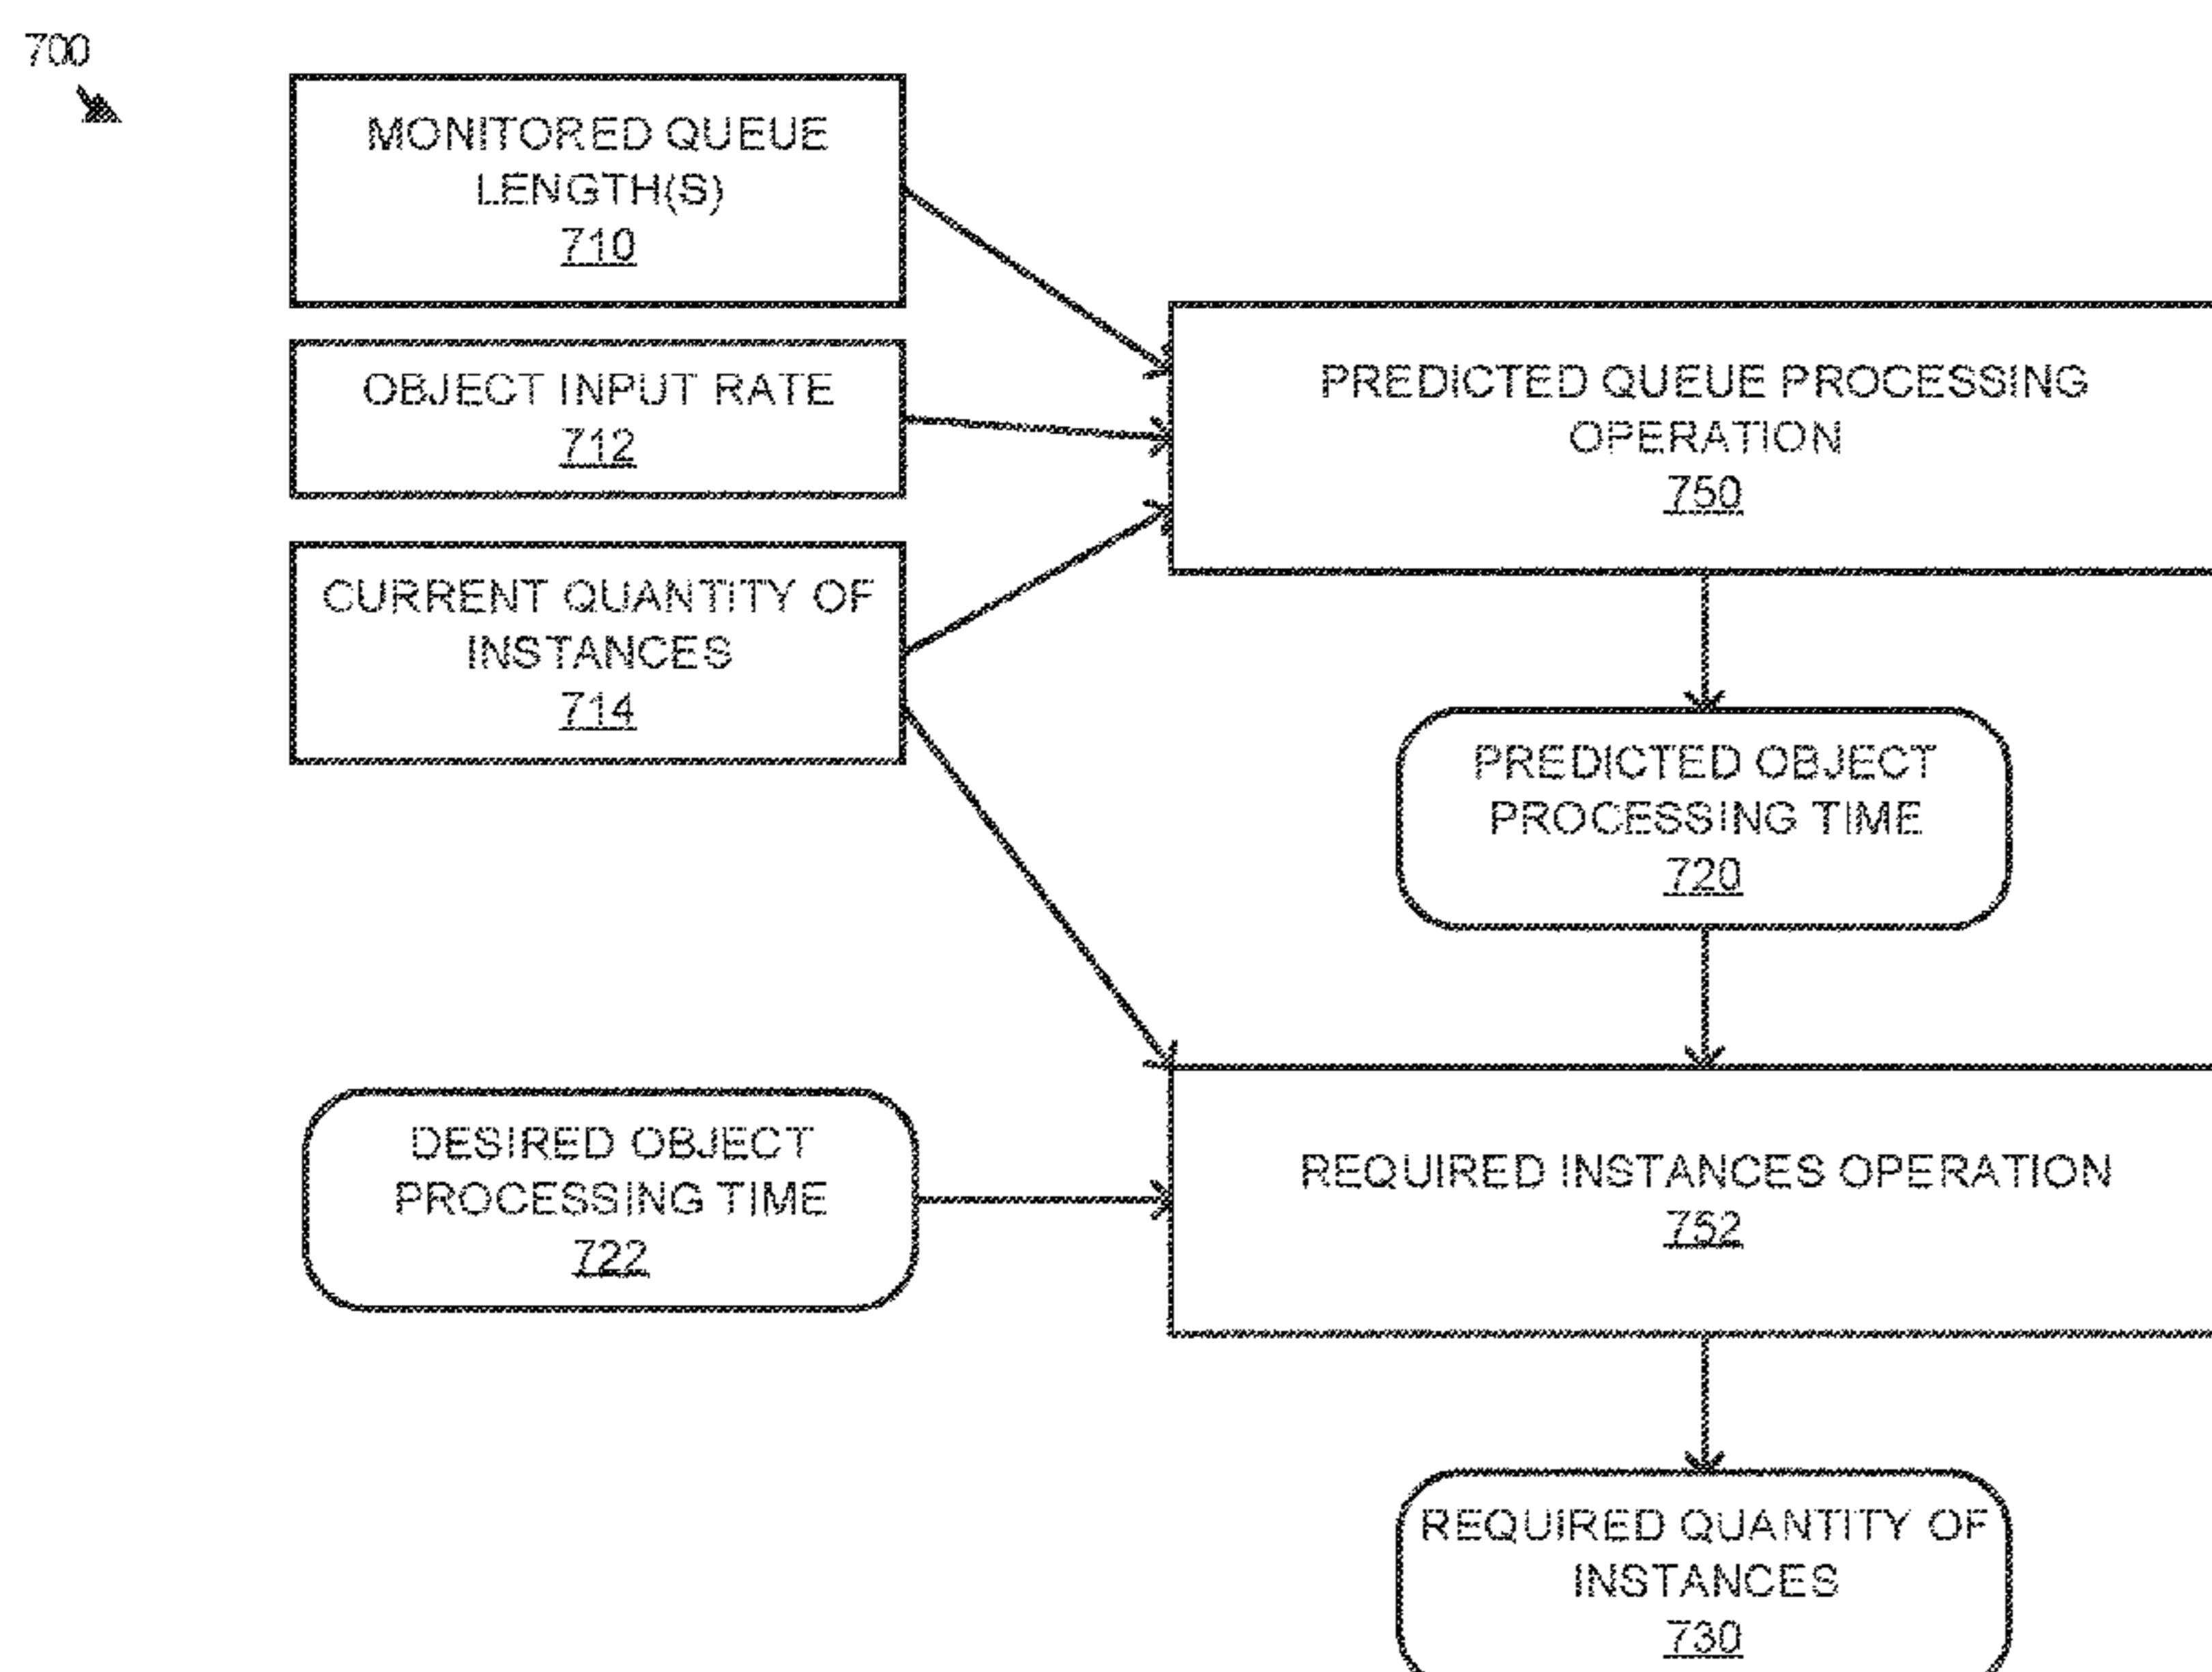 700
MONITORED QUEUE
LENGTH(S)
710
OBJECT INPUT RATE
712
CURRENT QUANTITY OF
INSTANCES
714
PREDICTED QUEUE PROCESSING
OPERATION
750
PREDICTED OBJECT
PROCESSING TIME
720
DESIRED OBJECT
PROCESSING TIME
722
REQUIRED INSTANCES OPERATION
752
REQUIRED QUANTITY OF
INSTANCES
730